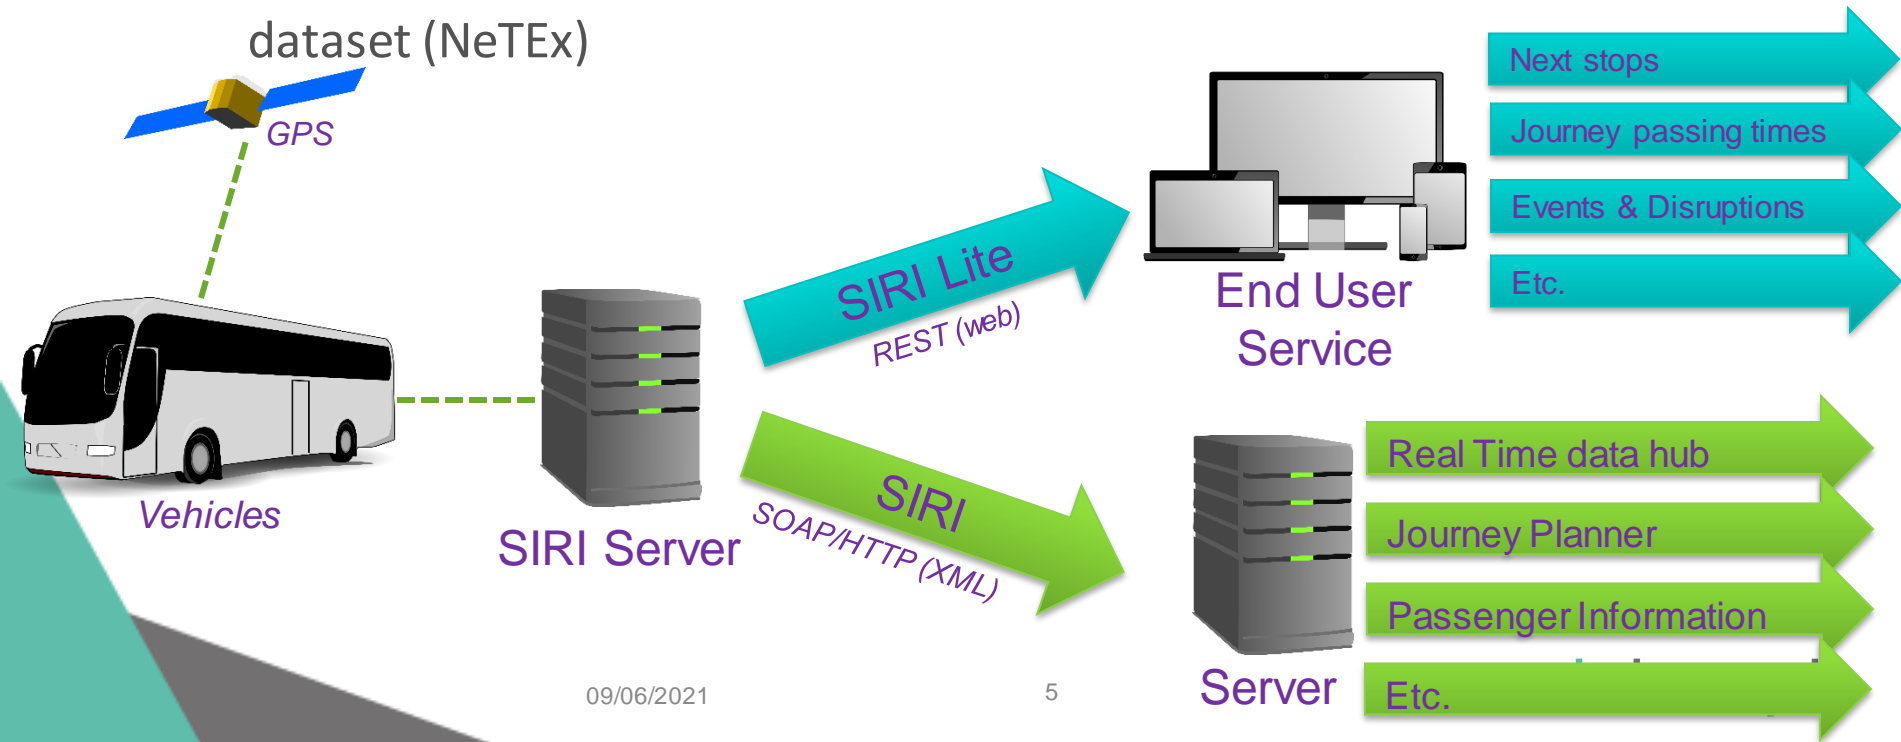 dataset (NeTEx)
GPS
Vehicles
SIRI Server
SIRI Lite
REST (web)
SIRI
SOAP/HTTP (XML)
End User
Service
Next stops
Journey passing times
Events & Disruptions
Etc.
Server
Real Time data hub
Journey Planner
Passenger Information
Etc.
09/06/2021
5